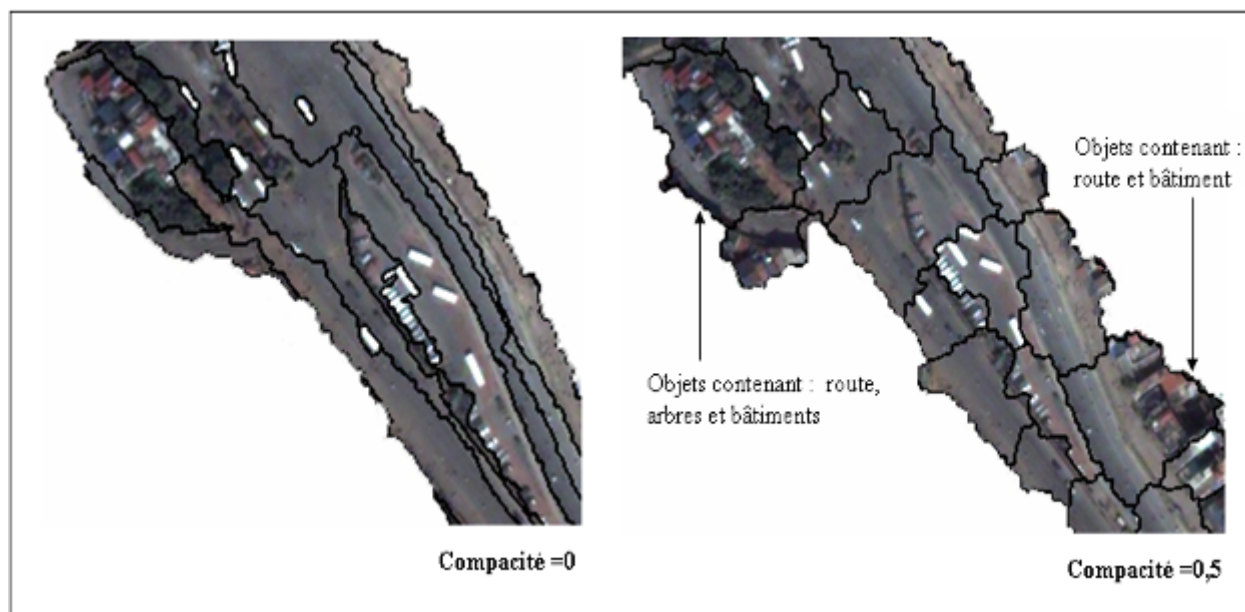 Objets contenant :
route et bâtiment
Objets contenant : route,
arbres et bâtiments
Compacité =0
Compacité =0,5